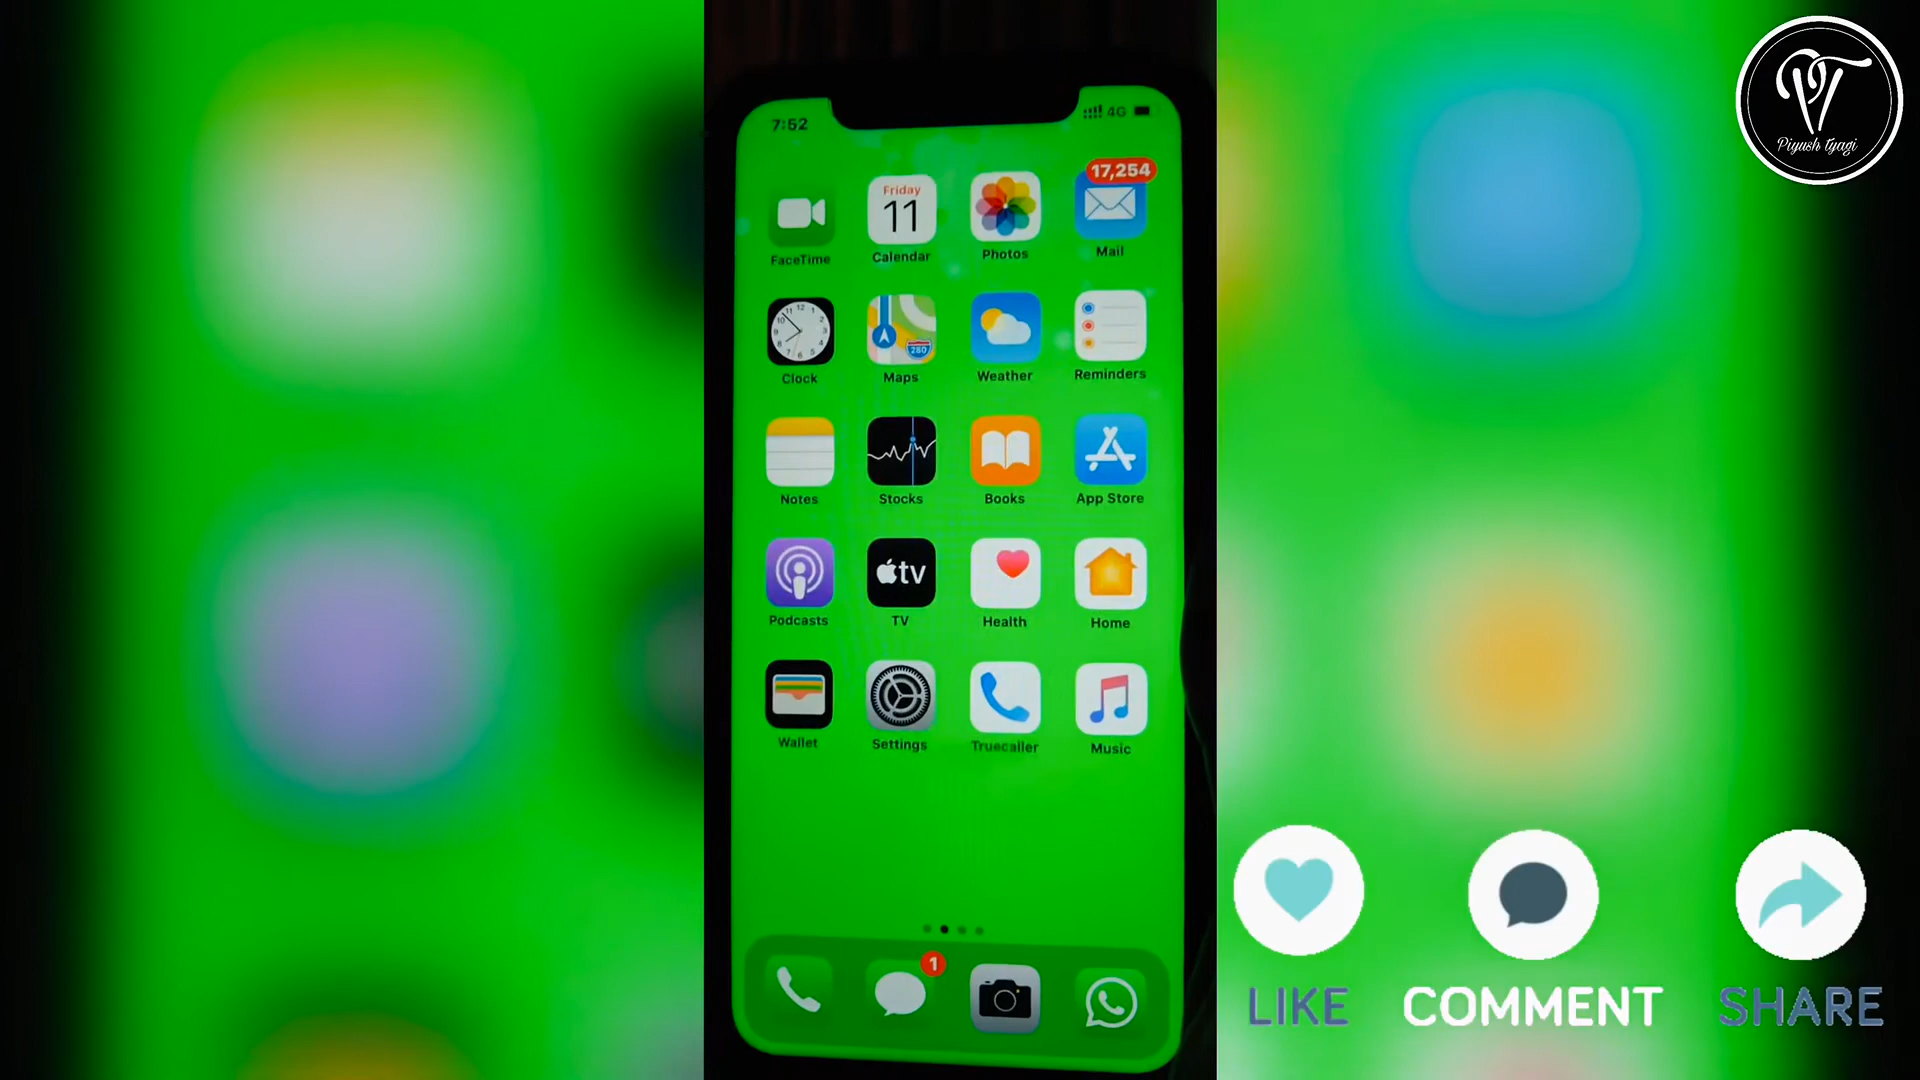 Piyush tyagi
7:52
4G
17,254
Friday
11
FaceTime
Calendar
Photos
Mail
280
Clock
Maps
Weather
Reminders
Notes
Stocks
Books
App Store
tv
Podcasts
TV
Health
Home
Wallet
Settings
Truecaller
Music
1
LIKE
COMMENT
SHARE